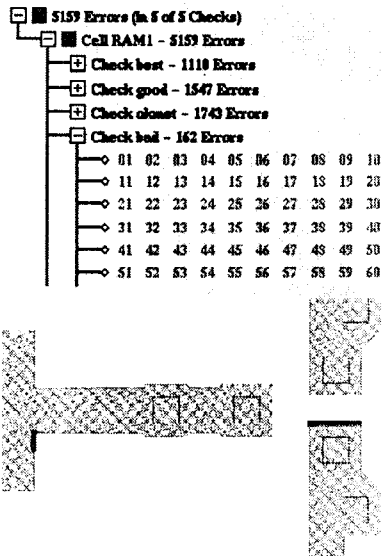 5159 Errors (in 5 of 5 Checks)
Cell RAM1 - 5159 Errors
Check best - 1110 Errors
Check good - 1547 Errors
Check almost - 1743 Errors
Check bad - 162 Errors
01 02 03 04 05 06 07 08 09 10
11 12 13 14 15 16 17 18 19 20
21 22 23 24 25 26 27 28 29 30
31 32 33 34 35 36 37 38 39 40
41 42 43 44 45 46 47 48 49 50
51 52 53 54 55 56 57 58 59 60